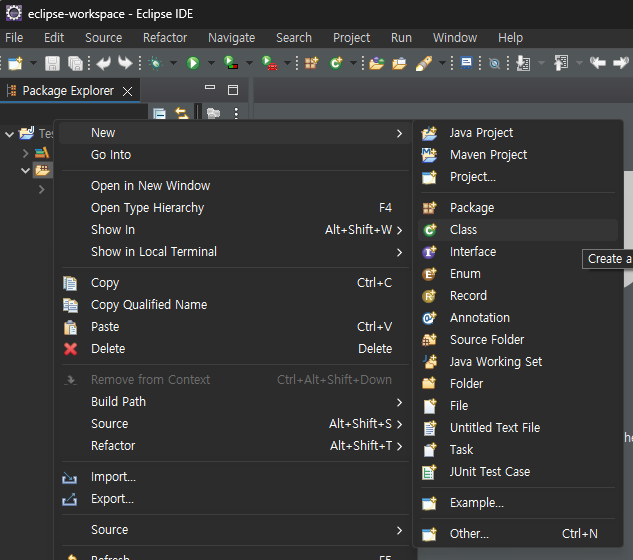 eclipse-workspace - Eclipse IDE
File Edit Source Refactor Navigate Search Project Run Window Help
Package Explorer
New
Go Into
Open in New Window
Open Type Hierarchy F4
Show In Alt+Shift+W
Show in Local Terminal
Copy Ctrl+C
Copy Qualified Name
Paste Ctrl+V
Delete Delete
Remove from Context Ctrl+Alt+Shift+Down
Build Path
Source Alt+Shift+S
Refactor Alt+Shift+T
Import...
Export...
Source
Refresh F5
Java Project
Maven Project
Project...
Package
Class
Interface
Create a
Enum
Record
Annotation
Source Folder
Java Working Set
Folder
File
Untitled Text File
Task
JUnit Test Case
Example...
Other... Ctrl+N